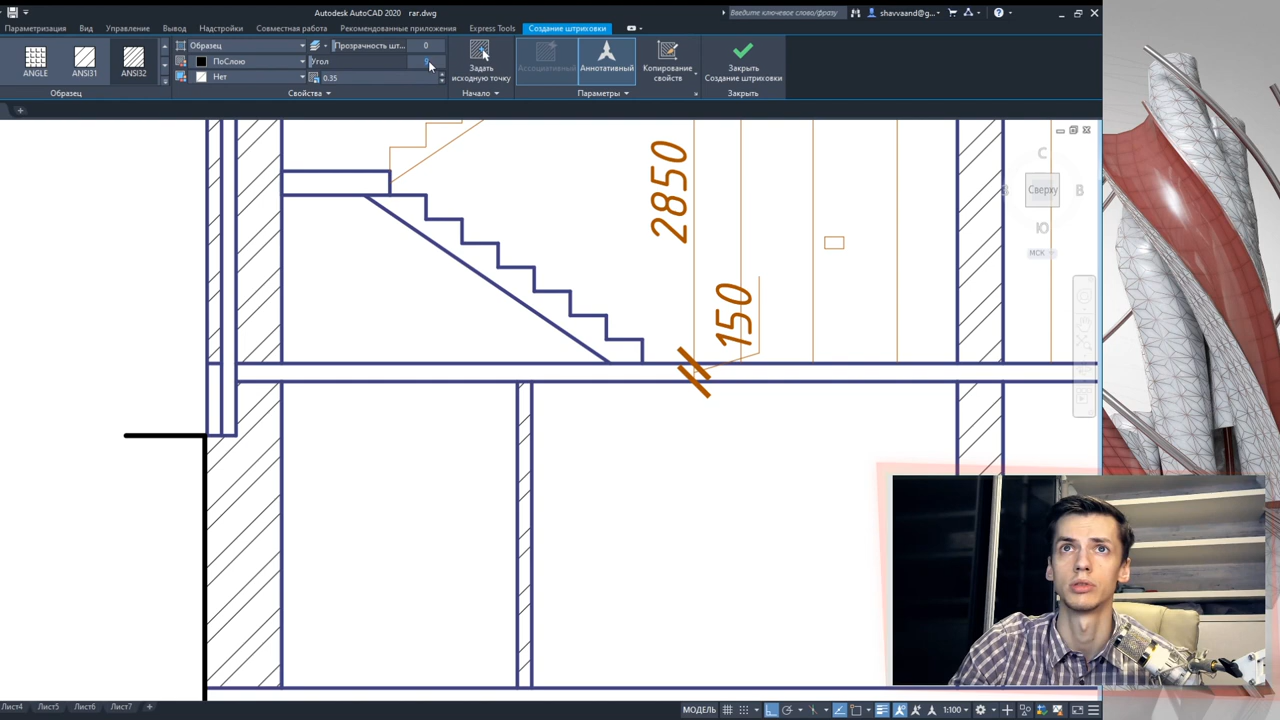 Autodesk AutoCAD 2020 rar.dwg
Введите ключевое слово/фразу
shavvaand@g...
Параметризация Вид Управление Вывод Надстройки Совместная работа Рекомендованные приложения Express Tools Создание штриховки
ANGLE ANSI31 ANSI32
Образец
Образец
ПоСлою
Нет
Прозрачность шт... 0
Угол
0.35
Свойства
Задать исходную точку
Начало
Ассоциативный
Аннотативный
Копирование свойств
Параметры
Закрыть Создание штриховки
Закрыть
2850
150
С
З Сверху В
Ю
МСК
Лист4 Лист5 Лист6 Лист7
МОДЕЛЬ
1:100